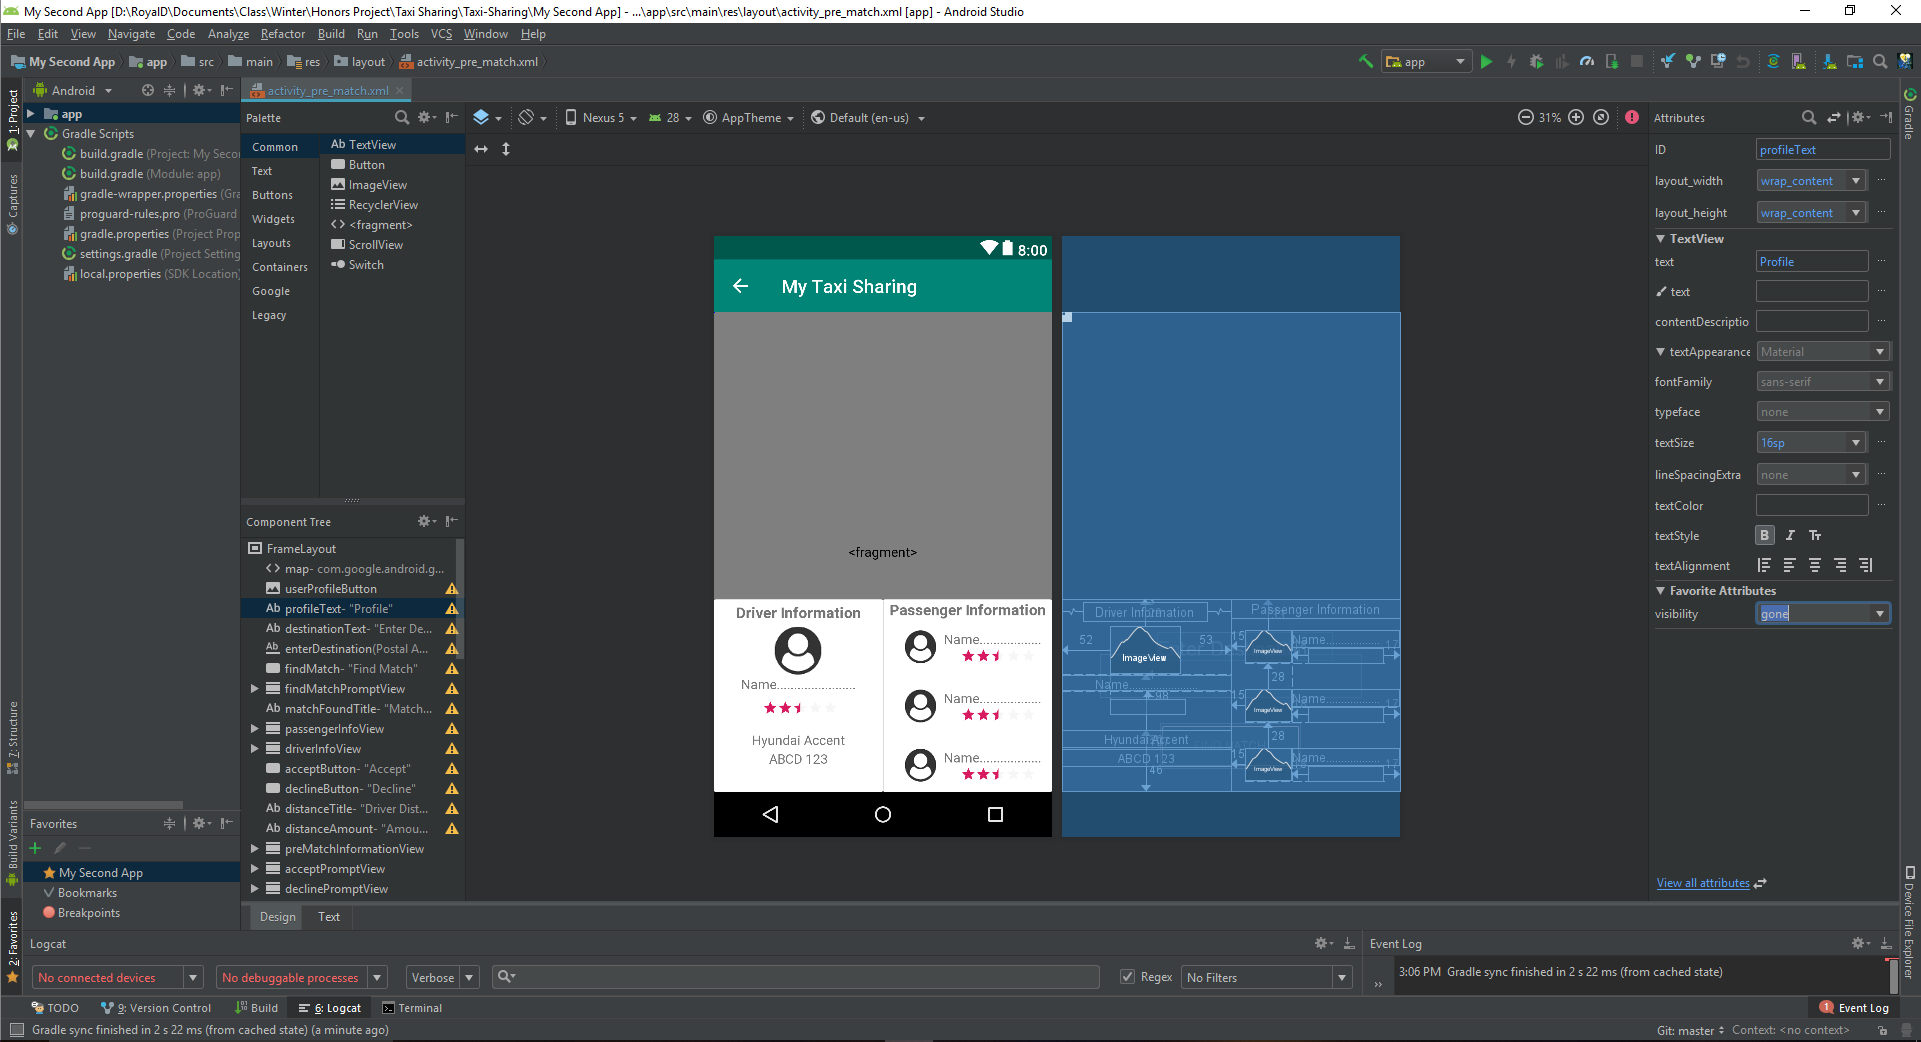 My Second App [D:\RoyalD\Documents\Class\Winter\Honors Project\Taxi Sharing\Taxi-Sharing\My Second App] - ...\app\src\main\res\layout\activity_pre_match.xml [app] - Android Studio
File Edit View Navigate Code Analyze Refactor Build Run Tools VCS Window Help
My Second App app src main res layout activity_pre_match.xml app
1: Project
Captures
7: Structure
Build Variants
2: Favorites
Android
app
Gradle Scripts
build.gradle (Project: My Seco
build.gradle (Module: app)
gradle-wrapper.properties (Gra
proguard-rules.pro (ProGuard
gradle.properties (Project Prop
settings.gradle (Project Setting
local.properties (SDK Location)
Favorites
My Second App
Bookmarks
Breakpoints
activity_pre_match.xml
Palette
Common
Text
Buttons
Widgets
Layouts
Containers
Google
Legacy
Ab TextView
Button
ImageView
RecyclerView
<> <fragment>
ScrollView
Switch
Component Tree
FrameLayout
<> map- com.google.android.g...
userProfileButton
Ab profileText- "Profile"
Ab destinationText- "Enter De...
Ab enterDestination(Postal A...
findMatch- "Find Match"
findMatchPromptView
Ab matchFoundTitle- "Match...
passengerInfoView
driverInfoView
acceptButton- "Accept"
declineButton- "Decline"
Ab distanceTitle- "Driver Dist...
Ab distanceAmount- "Amou...
preMatchInformationView
acceptPromptView
declinePromptView
Design Text
Nexus 5 28 AppTheme Default (en-us) 31%
8:00
My Taxi Sharing
<fragment>
Driver Information
Name.......................
Hyundai Accent
ABCD 123
Passenger Information
Name..................
Name..................
Name..................
Driver Information
Passenger Information
52 53
ImageView
Name
98
Hyundai Accent
ABCD 123
46
15 ImageView Name.................. 17
28
15 ImageView Name.................. 17
28
15 ImageView Name.................. 17
Attributes
ID profileText
layout_width wrap_content
layout_height wrap_content
TextView
text Profile
text
contentDescriptio
textAppearance Material
fontFamily sans-serif
typeface none
textSize 16sp
lineSpacingExtra none
textColor
textStyle B I Tt
textAlignment
Favorite Attributes
visibility gone
View all attributes
Gradle
Device File Explorer
Logcat
No connected devices No debuggable processes Verbose Regex No Filters
Event Log
3:06 PM Gradle sync finished in 2 s 22 ms (from cached state)
TODO 9: Version Control Build 6: Logcat Terminal 1 Event Log
Gradle sync finished in 2 s 22 ms (from cached state) (a minute ago) Git: master Context: <no context>